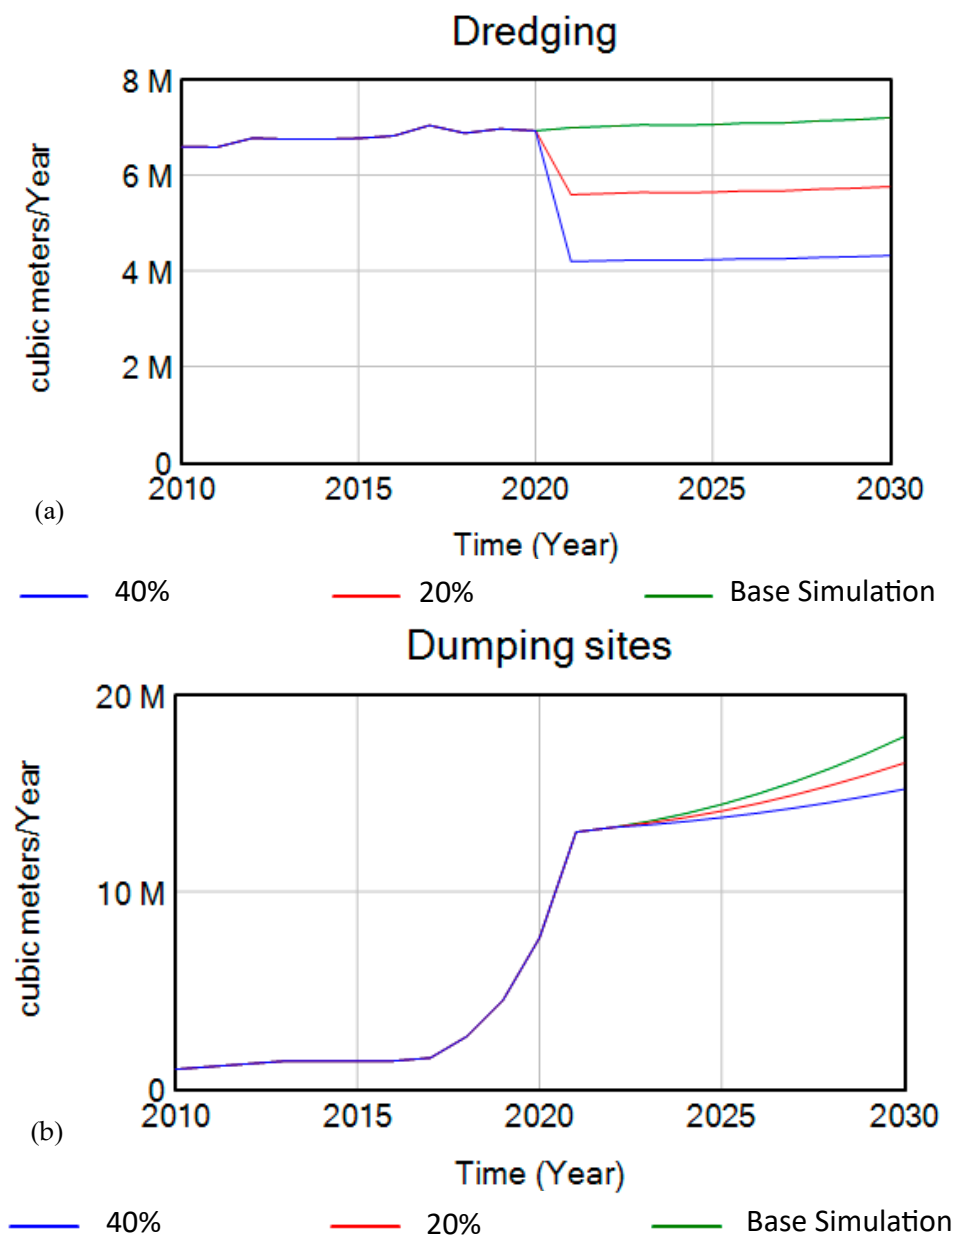 Dredging
8 M
6 M
4 M
2 M
0
cubic meters/Year
2010 2015 2020 2025 2030
(a)
Time (Year)
40% 20% Base Simulation
Dumping sites
20 M
10 M
0
cubic meters/Year
2010 2015 2020 2025 2030
(b)
Time (Year)
40% 20% Base Simulation